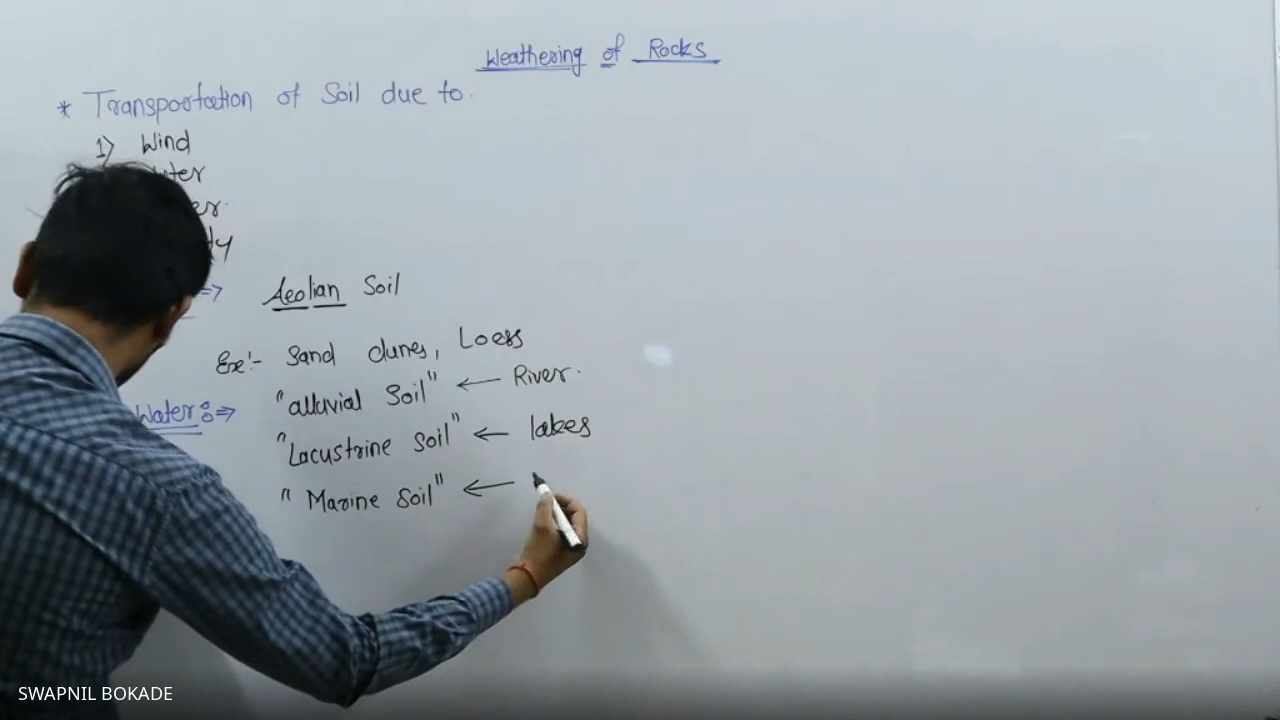 Weathering of Rocks
* Transportation of Soil due to.
1) Wind
Aeolian Soil
Ex:- Sand dunes, Loess
"alluvial Soil" ← River.
Water :⇒
"Lacustrine Soil" ← lakes
"Marine Soil" ←
SWAPNIL BOKADE